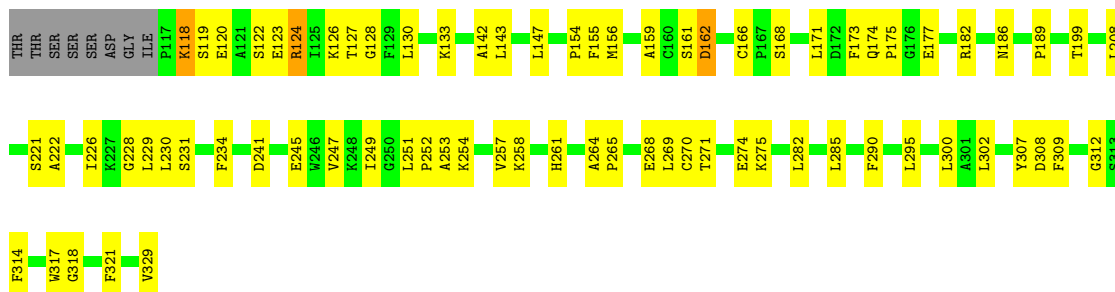 THR THR SER SER SER ASP GLY ILE P117 K118 S119 E120 A121 S122 E123 R124 I125 K126 T127 G128 F129 L130 K133 A142 L143 L147 P154 F155 M156 A159 C160 S161 D162 C166 P167 S168 L171 D172 F173 Q174 P175 G176 E177 R182 N186 P189 T199
S221 A222 I226 K227 G228 L229 L230 S231 F234 D241 E245 W246 V247 K248 I249 G250 L251 P252 A253 K254 V257 K258 H261 A264 P265 E268 L269 C270 T271 E274 K275 L282 L285 F290 L295 L300 A301 L302 Y307 D308 F309 G312 S313
F314 W317 G318 F321 V329